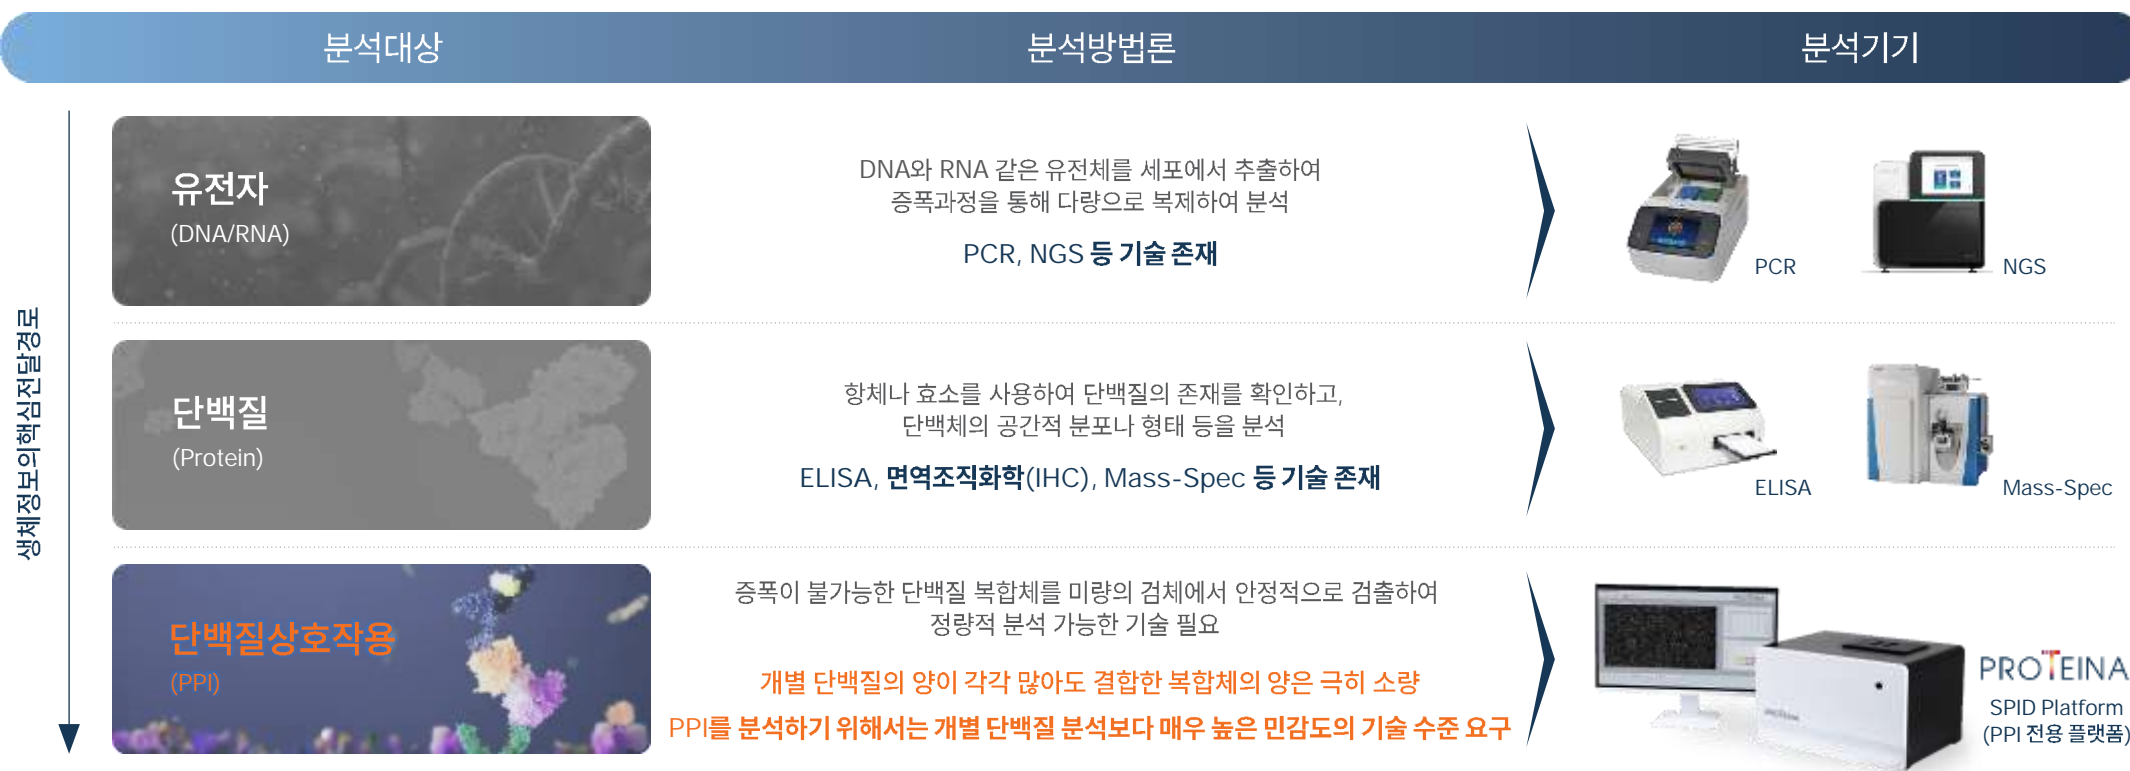 분석대상
분석방법론
분석기기
생체정보의핵심전달경로
유전자
(DNA/RNA)
DNA와 RNA 같은 유전체를 세포에서 추출하여
증폭과정을 통해 다량으로 복제하여 분석
PCR, NGS 등 기술 존재
PCR
NGS
단백질
(Protein)
항체나 효소를 사용하여 단백질의 존재를 확인하고,
단백체의 공간적 분포나 형태 등을 분석
ELISA, 면역조직화학(IHC), Mass-Spec 등 기술 존재
ELISA
Mass-Spec
단백질상호작용
(PPI)
증폭이 불가능한 단백질 복합체를 미량의 검체에서 안정적으로 검출하여
정량적 분석 가능한 기술 필요
개별 단백질의 양이 각각 많아도 결합한 복합체의 양은 극히 소량
PPI를 분석하기 위해서는 개별 단백질 분석보다 매우 높은 민감도의 기술 수준 요구
PROTEINA
PROTEINA
SPID Platform
(PPI 전용 플랫폼)